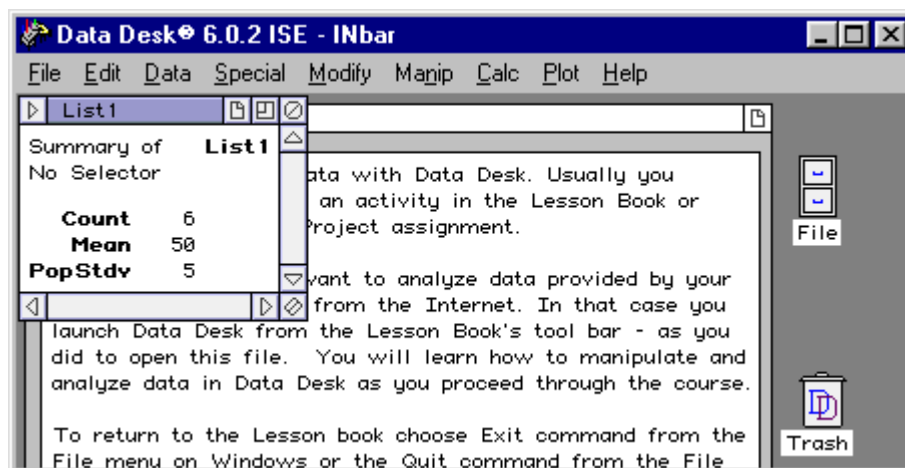 Data Desk® 6.0.2 ISE - INbar
File Edit Data Special Modify Manip Calc Plot Help
List1
Summary of List1
No Selector
Count 6
Mean 50
PopStdv 5
ata with Data Desk. Usually you
an activity in the Lesson Book or
Project assignment.
want to analyze data provided by your
from the Internet. In that case you
launch Data Desk from the Lesson Book's tool bar - as you
did to open this file. You will learn how to manipulate and
analyze data in Data Desk as you proceed through the course.
To return to the Lesson book choose Exit command from the
File menu on Windows or the Quit command from the File
File
Trash